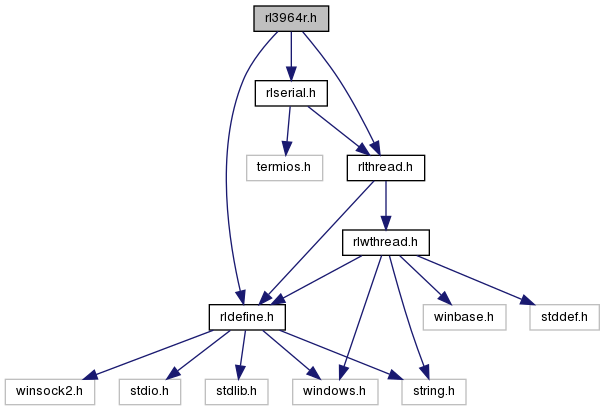 rl3964r.h
rlserial.h
termios.h
rlthread.h
rlwthread.h
rldefine.h
winbase.h
stddef.h
winsock2.h
stdio.h
stdlib.h
windows.h
string.h